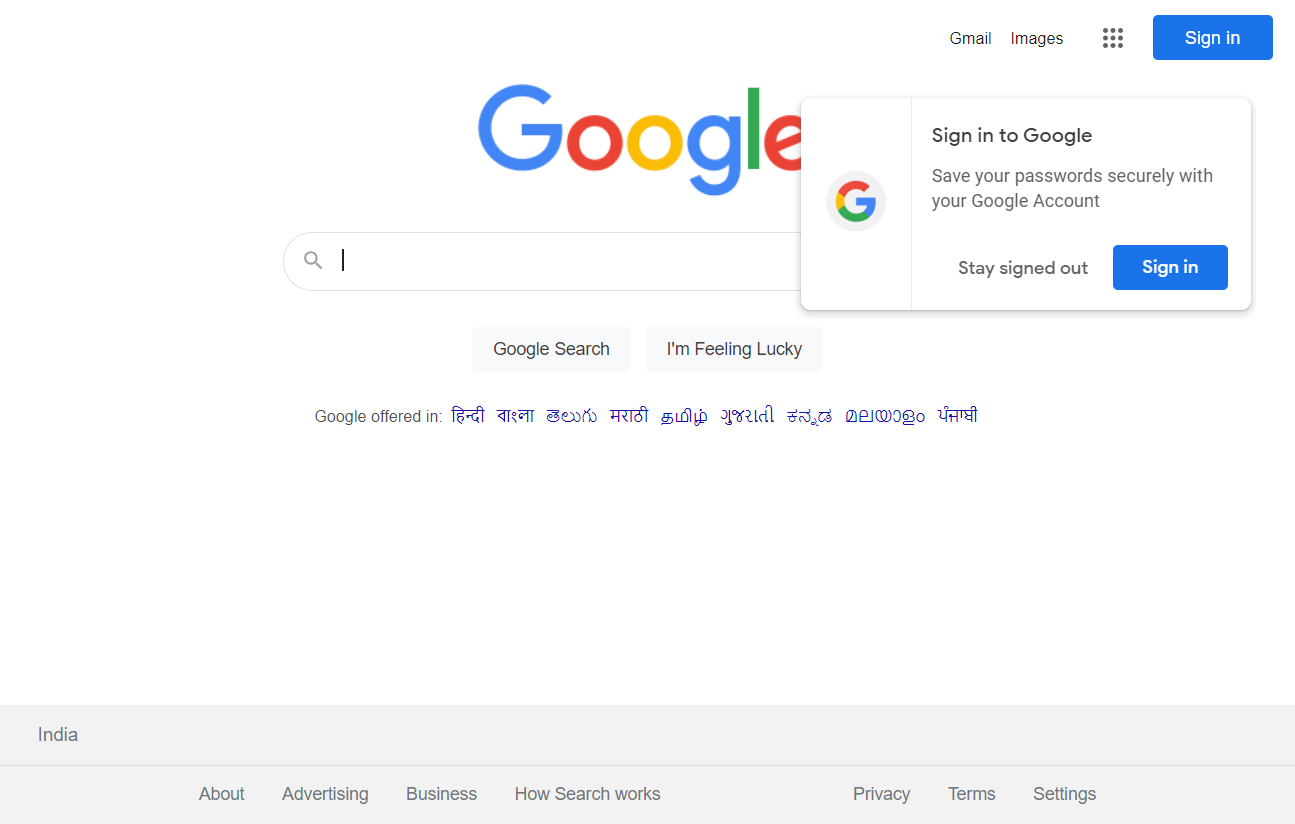 Gmail Images Sign in
Google
Sign in to Google
Save your passwords securely with
your Google Account
Stay signed out Sign in
Google Search I'm Feeling Lucky
Google offered in: हिन्दी বাংলা తెలుగు मराठी தமிழ் ગુજરાતી ಕನ್ನಡ മലയാളം ਪੰਜਾਬੀ
India
About Advertising Business How Search works Privacy Terms Settings